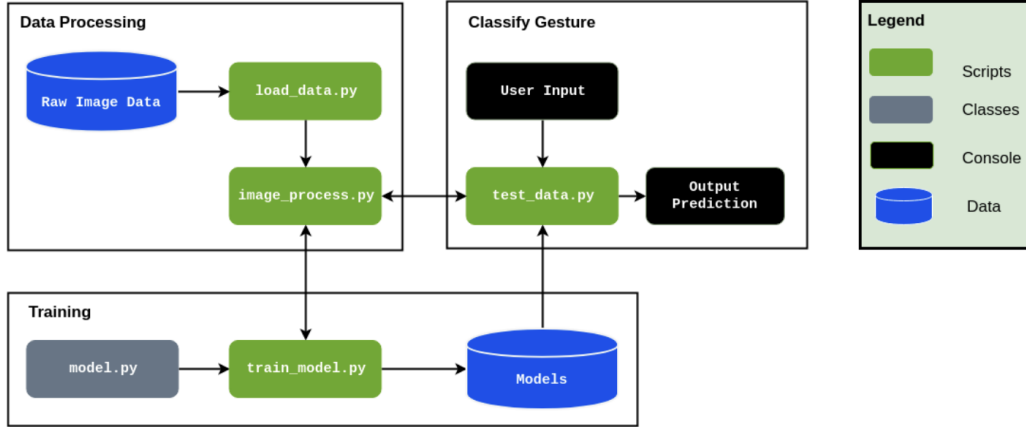 Data Processing
Raw Image Data
load_data.py
image_process.py
Classify Gesture
User Input
test_data.py
Output
Prediction
Training
model.py
train_model.py
Models
Legend
Scripts
Classes
Console
Data